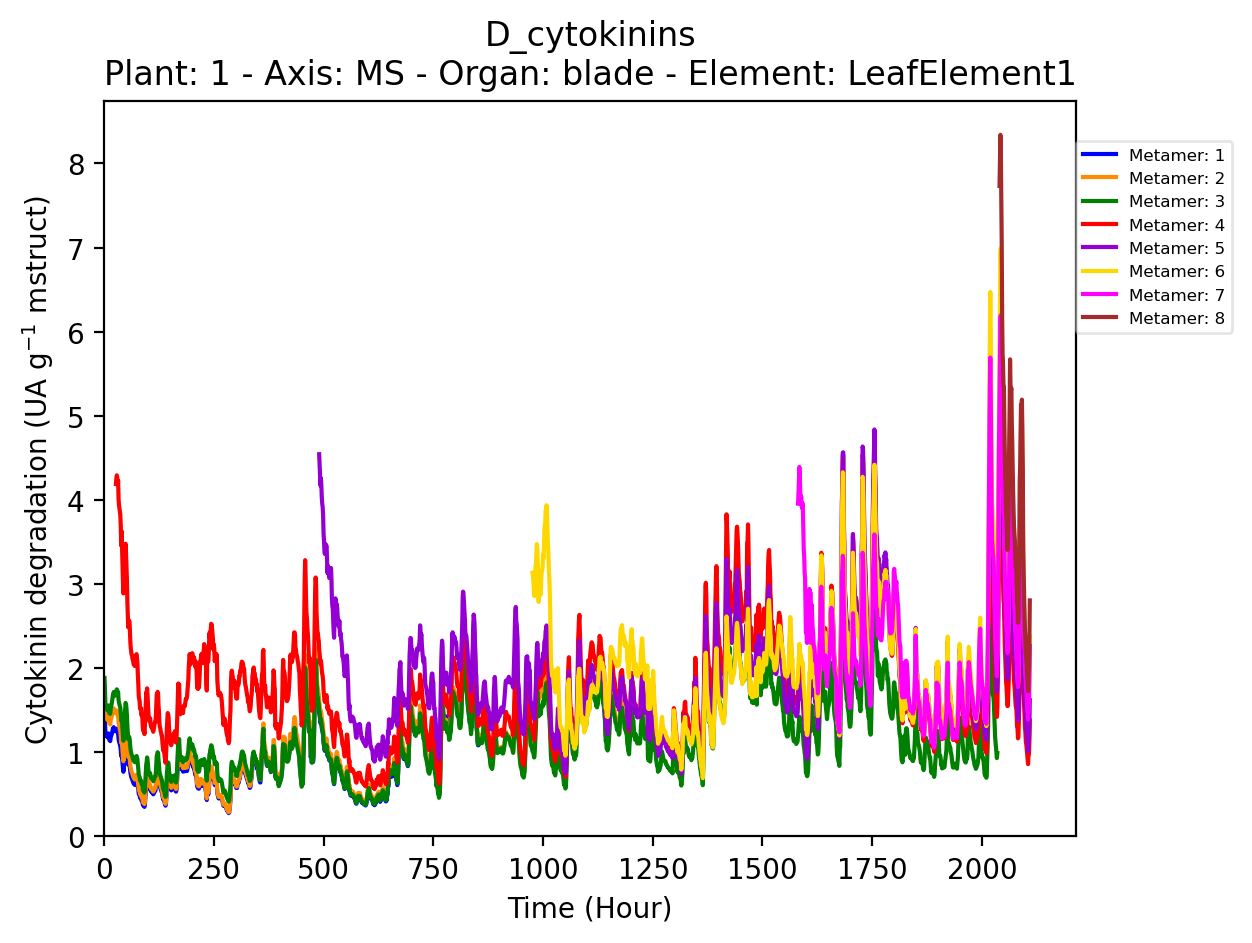 D_cytokinins
Plant: 1 - Axis: MS - Organ: blade - Element: LeafElement1
Cytokinin degradation (UA g⁻¹ mstruct)
8
7
6
5
4
3
2
1
0
0 250 500 750 1000 1250 1500 1750 2000
Time (Hour)
Metamer: 1
Metamer: 2
Metamer: 3
Metamer: 4
Metamer: 5
Metamer: 6
Metamer: 7
Metamer: 8